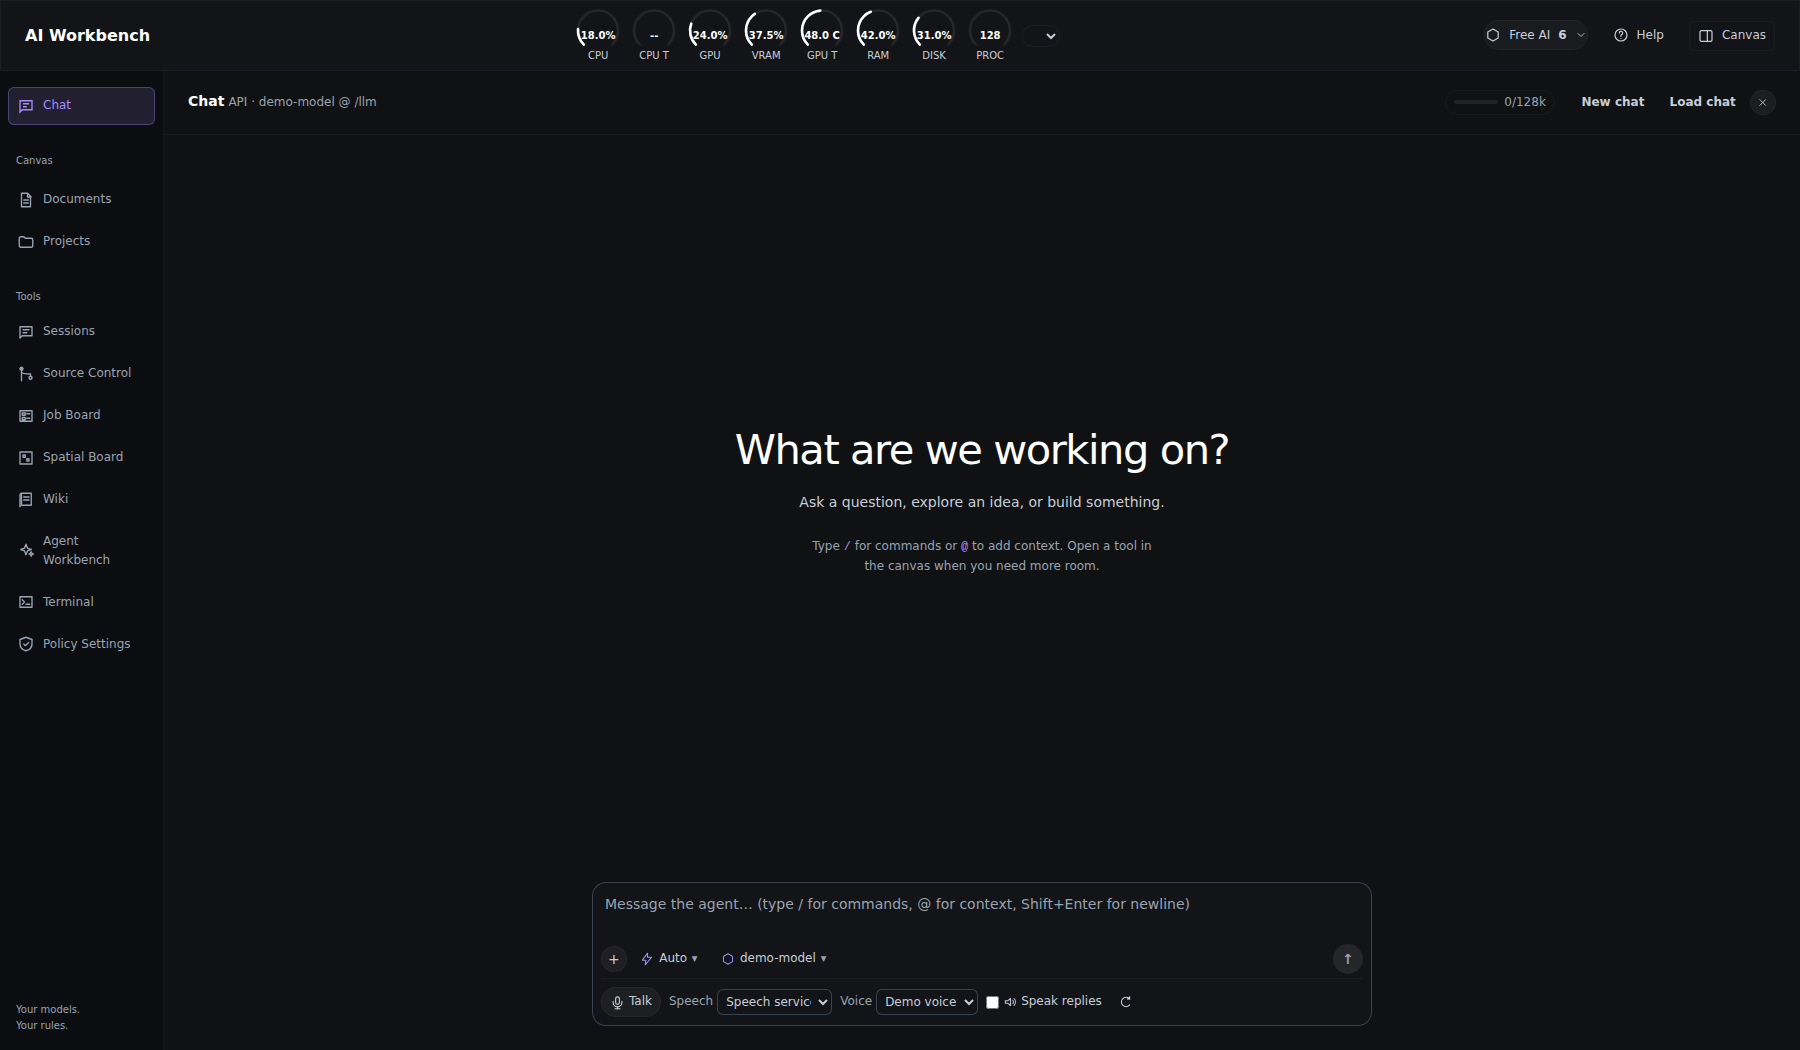 AI Workbench
18.0% -- 24.0% 37.5% 48.0 C 42.0% 31.0% 128
CPU CPU T GPU VRAM GPU T RAM DISK PROC
Free AI 6 Help Canvas
Chat
Chat API · demo-model @ /llm
0/128k New chat Load chat
Canvas
Documents
Projects
Tools
Sessions
Source Control
Job Board
Spatial Board
Wiki
Agent
Workbench
Terminal
Policy Settings
Your models.
Your rules.
What are we working on?
Ask a question, explore an idea, or build something.
Type / for commands or @ to add context. Open a tool in
the canvas when you need more room.
Message the agent... (type / for commands, @ for context, Shift+Enter for newline)
+ Auto ▾ demo-model ▾ ↑
Talk Speech Speech servic Voice Demo voice Speak replies